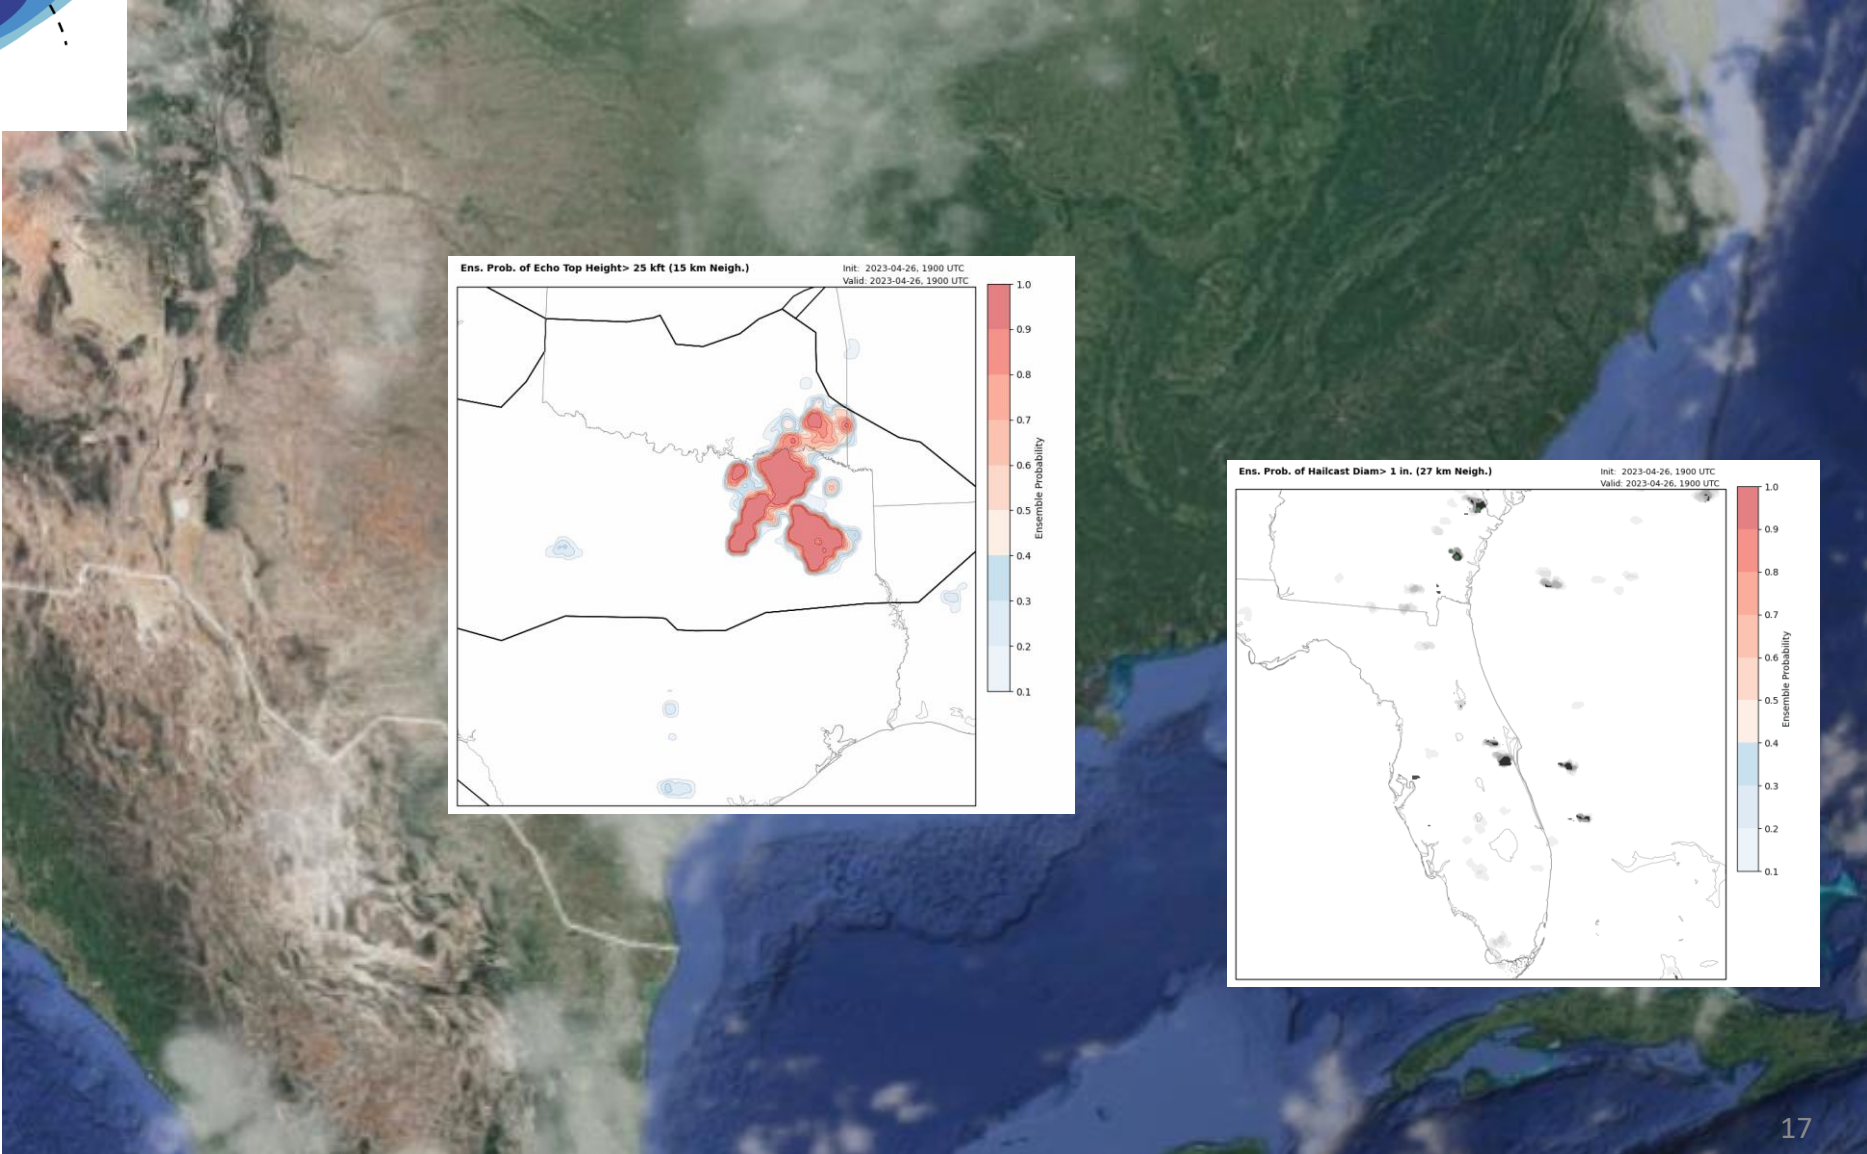 Ens. Prob. of Echo Top Height> 25 kft (15 km Neigh.)
Init: 2023-04-26, 1900 UTC
Valid: 2023-04-26, 1900 UTC
1.0
0.9
0.8
0.7
0.6
0.5
0.4
0.3
0.2
0.1
Ensemble Probability
Ens. Prob. of Hailcast Diam> 1 in. (27 km Neigh.)
Init: 2023-04-26, 1900 UTC
Valid: 2023-04-26, 1900 UTC
1.0
0.9
0.8
0.7
0.6
0.5
0.4
0.3
0.2
0.1
Ensemble Probability
17